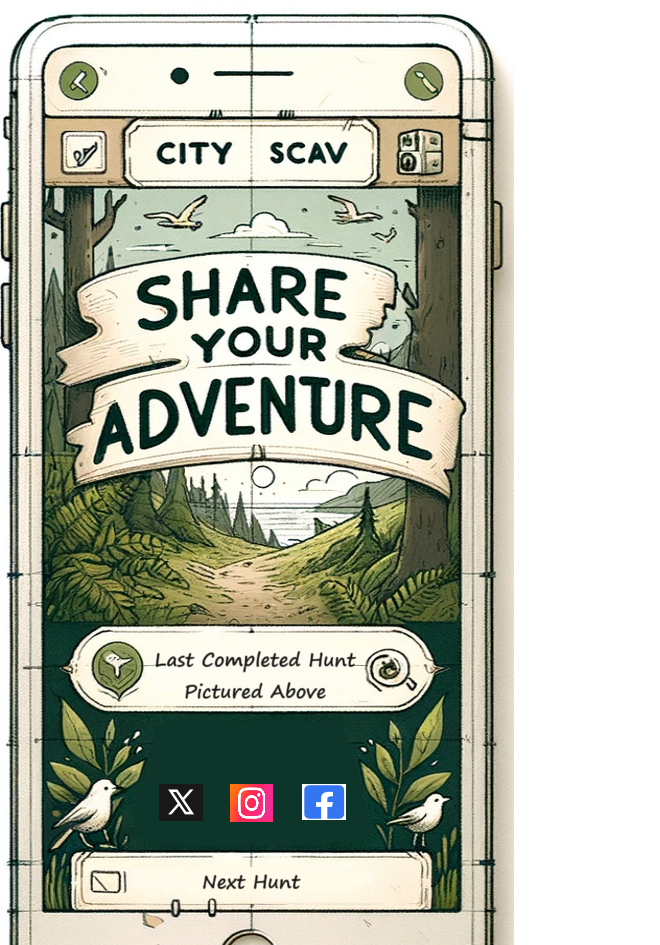 CITY SCAV
SHARE
YOUR
ADVENTURE
Last Completed Hunt
Pictured Above
Next Hunt